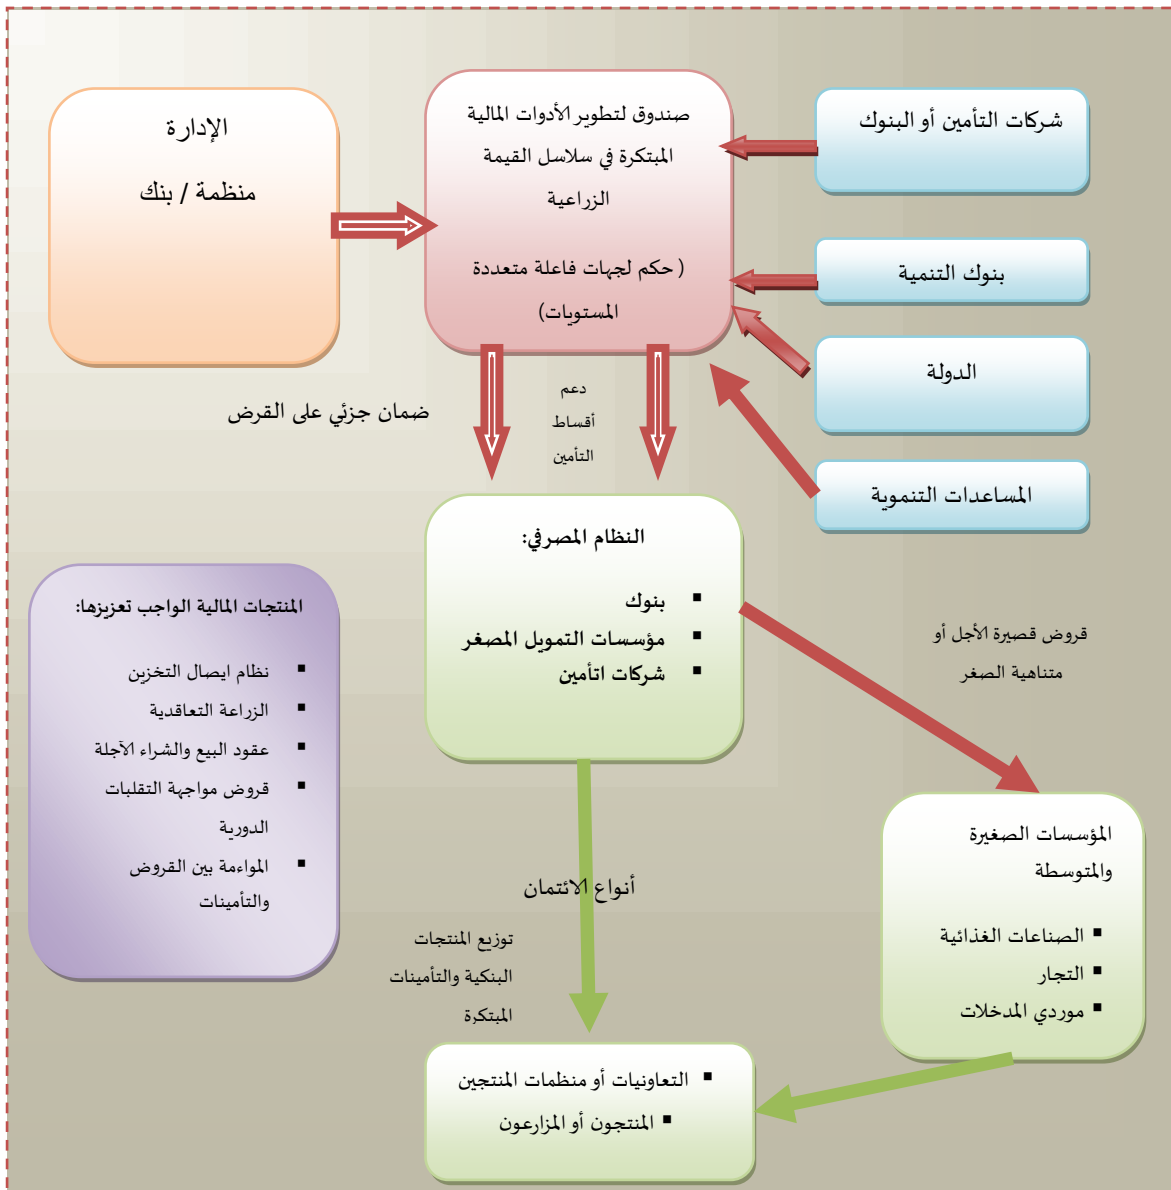 الإدارة
منظمة / بنك
صندوق لتطوير الأدوات المالية
المبتكرة في سلاسل القيمة
الزراعية
( حكم لجهات فاعلة متعددة
المستويات)
شركات التأمين أو البنوك
بنوك التنمية
الدولة
المساعدات التنموية
ضمان جزئي على القرض
دعم
أقساط
التأمين
النظام المصرفي:
▪ بنوك
▪ مؤسسات التمويل المصغر
▪ شركات اتأمين
المنتجات المالية الواجب تعزيزها:
▪ نظام ايصال التخزين
▪ الزراعة التعاقدية
▪ عقود البيع والشراء الآجلة
▪ قروض مواجهة التقلبات
الدورية
▪ المواءمة بين القروض
والتأمينات
قروض قصيرة الأجل أو
متناهية الصغر
المؤسسات الصغيرة
والمتوسطة
▪ الصناعات الغذائية
▪ التجار
▪ موردي المدخلات
أنواع الائتمان
توزيع المنتجات
البنكية والتأمينات
المبتكرة
▪ التعاونيات أو منظمات المنتجين
▪ المنتجون أو المزارعون